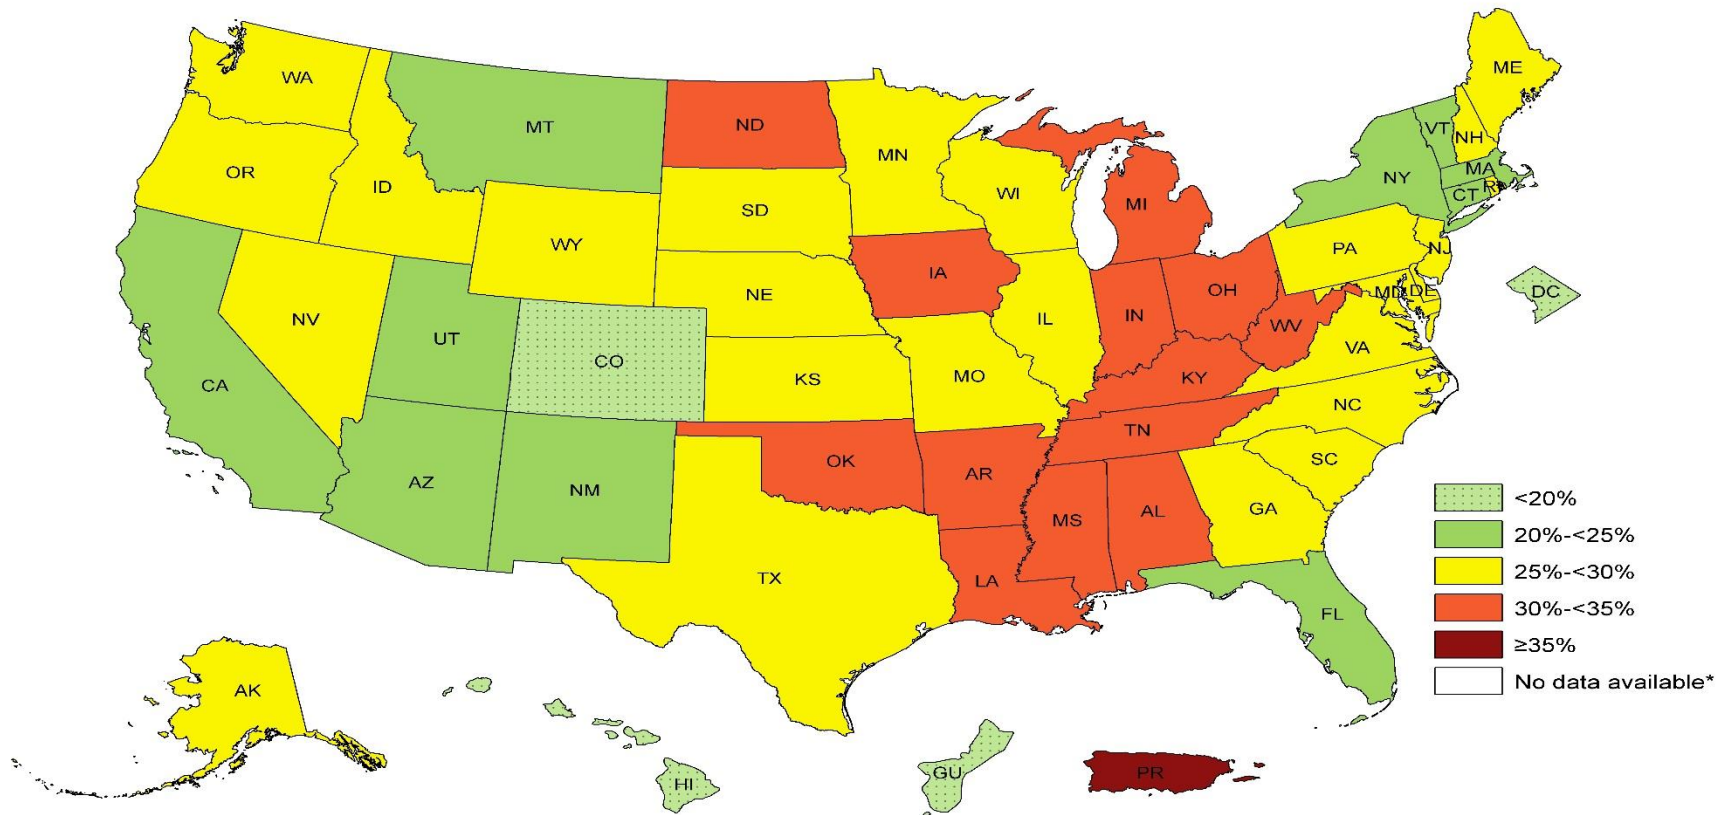 WA
MT
ND
MN
ME
VT
NH
OR
ID
SD
WI
MI
NY
MA
CT
RI
WY
IA
NE
PA
NJ
NV
UT
CO
CA
KS
MO
IL
IN
OH
WV
MD
DE
DC
VA
KY
NC
TN
AZ
NM
OK
AR
SC
MS
AL
GA
TX
LA
FL
<20%
20%-<25%
25%-<30%
30%-<35%
≥35%
No data available*
AK
HI
GU
PR